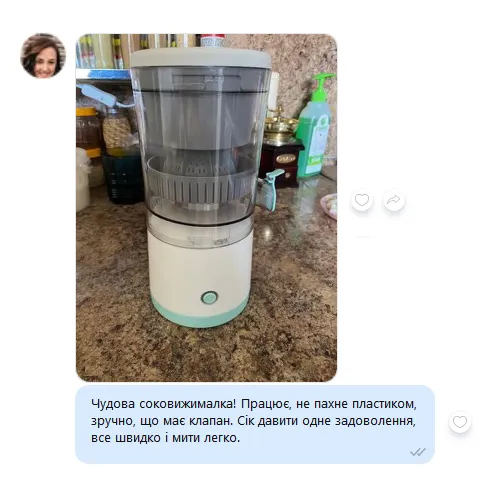 Чудова соковижималка! Працює, не пахне пластиком,
зручно, що має клапан. Сік давити одне задоволення,
все швидко і мити легко.